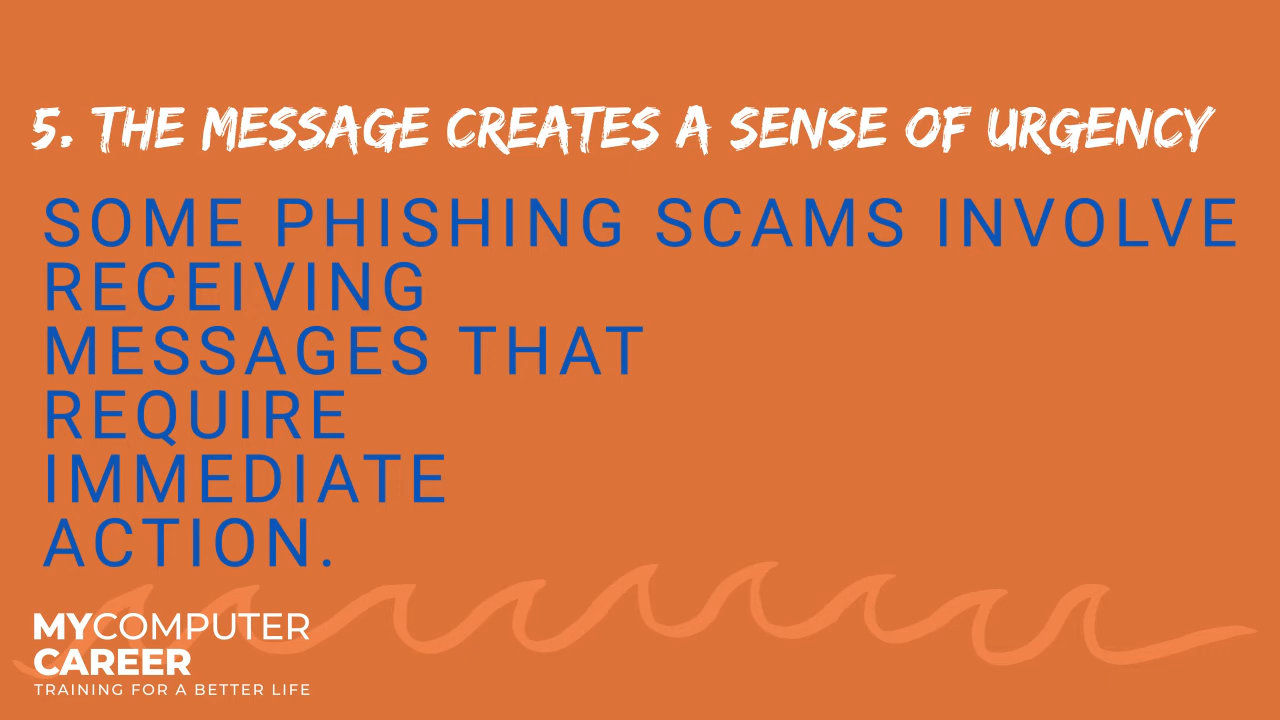 5. THE MESSAGE CREATES A SENSE OF URGENCY
SOME PHISHING SCAMS INVOLVE
RECEIVING
MESSAGES THAT
REQUIRE
IMMEDIATE
ACTION.
MYCOMPUTER
CAREER
TRAINING FOR A BETTER LIFE